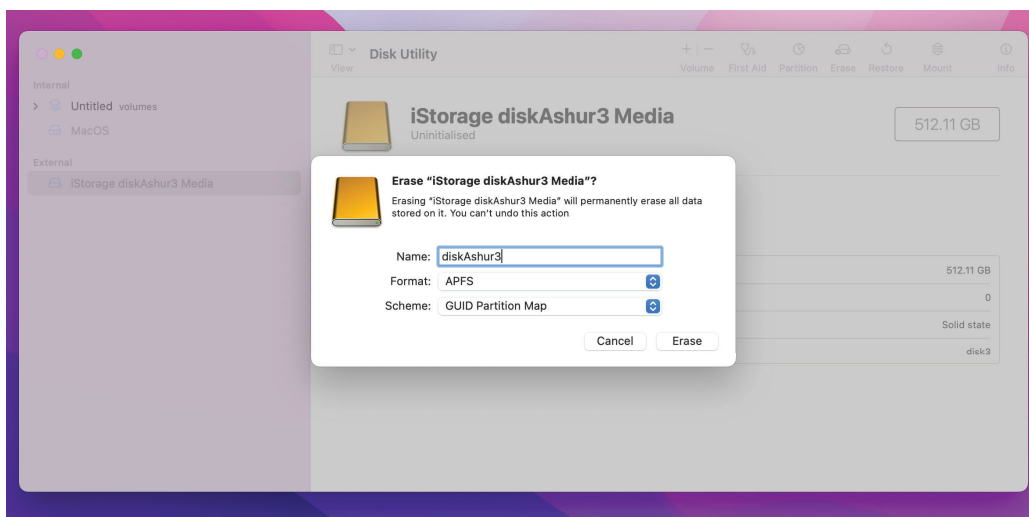 Disk Utility
View
Volume First Aid Partition Erase Restore Mount Info
Internal
Untitled volumes
MacOS
External
iStorage diskAshur3 Media
iStorage diskAshur3 Media
Uninitialised
512.11 GB
Erase “iStorage diskAshur3 Media”?
Erasing “iStorage diskAshur3 Media” will permanently erase all data
stored on it. You can't undo this action
Name: diskAshur3
Format: APFS
Scheme: GUID Partition Map
Cancel Erase
512.11 GB
0
Solid state
disk3